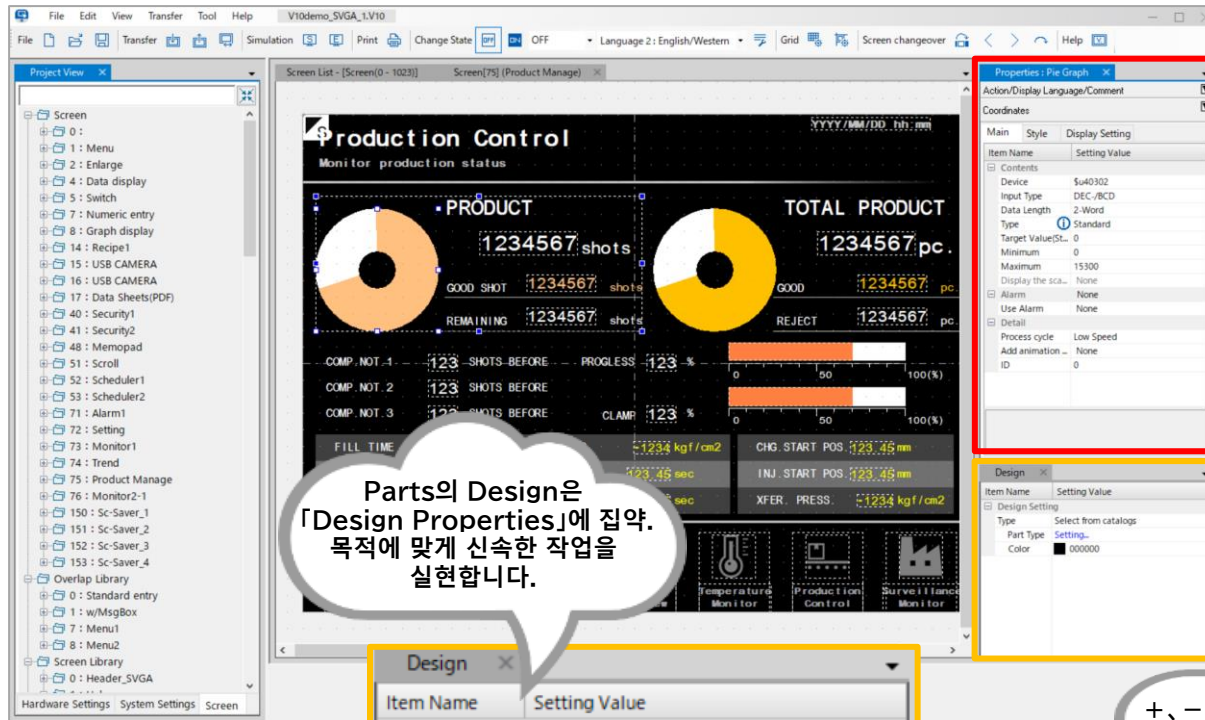 File Edit View Transfer Tool Help V10demo_SVGA_1.V10
File Transfer Simulation Print Change State OFF ON OFF Language 2 : English/Western Grid Screen changeover Help
Project View
Screen
0 :
1 : Menu
2 : Enlarge
4 : Data display
5 : Switch
7 : Numeric entry
8 : Graph display
14 : Recipe1
15 : USB CAMERA
16 : USB CAMERA
17 : Data Sheets(PDF)
40 : Security1
41 : Security2
48 : Memopad
51 : Scroll
52 : Scheduler1
53 : Scheduler2
71 : Alarm1
72 : Setting
73 : Monitor1
74 : Trend
75 : Product Manage
76 : Monitor2-1
150 : Sc-Saver_1
151 : Sc-Saver_2
152 : Sc-Saver_3
153 : Sc-Saver_4
Overlap Library
0 : Standard entry
1 : w/MsgBox
7 : Menu1
8 : Menu2
Screen Library
0 : Header_SVGA
Hardware Settings System Settings Screen
Screen List - [Screen(0 - 1023)] Screen[75] (Product Manage)
S
Production Control YYYY/MM/DD hh:mm
Monitor production status
PRODUCT
1234567 shots
GOOD SHOT 1234567 shots
REMAINING 1234567 shots
TOTAL PRODUCT
1234567 pc.
GOOD 1234567 pc.
REJECT 1234567 pc.
COMP.NOT.1 123 SHOTS BEFORE PROGLESS 123 % 0 50 100(%)
COMP.NOT.2 123 SHOTS BEFORE
COMP.NOT.3 123 SHOTS BEFORE CLAMP 123 % 0 50 100(%)
FILL TIME -1234 kgf/cm2 CHG.START POS. 123.45 mm
123.45 sec INJ.START POS. 123.45 mm
sec XFER. PRESS. -1234 kgf/cm2
Temperature Monitor
Production Control
Surveillance Monitor
Parts의 Design은
「Design Properties」에 집약.
목적에 맞게 신속한 작업을
실현합니다.
Properties : Pie Graph
Action/Display Language/Comment
Coordinates
Main Style Display Setting
Item Name Setting Value
Contents
Device $u40302
Input Type DEC-/BCD
Data Length 2-Word
Type Standard
Target Value(St... 0
Minimum 0
Maximum 15300
Display the sca... None
Alarm None
Use Alarm None
Detail
Process cycle Low Speed
Add animation ... None
ID 0
Design
Item Name Setting Value
Design Setting
Type Select from catalogs
Part Type Setting...
Color 000000
Design
Item Name Setting Value
+、−